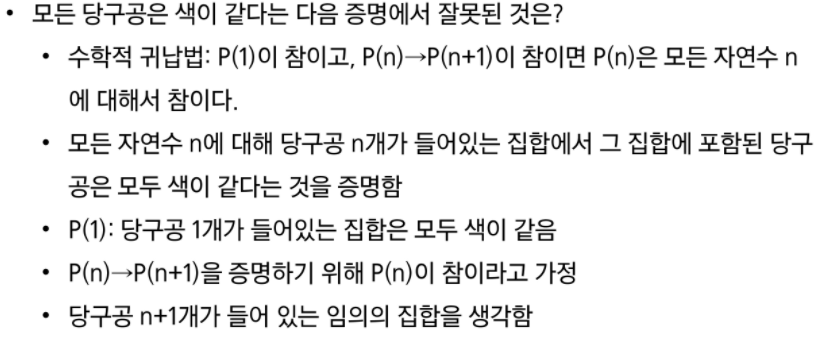 • 모든 당구공은 색이 같다는 다음 증명에서 잘못된 것은?
• 수학적 귀납법: P(1)이 참이고, P(n)→P(n+1)이 참이면 P(n)은 모든 자연수 n
에 대해서 참이다.
• 모든 자연수 n에 대해 당구공 n개가 들어있는 집합에서 그 집합에 포함된 당구
공은 모두 색이 같다는 것을 증명함
• P(1): 당구공 1개가 들어있는 집합은 모두 색이 같음
• P(n)→P(n+1)을 증명하기 위해 P(n)이 참이라고 가정
• 당구공 n+1개가 들어 있는 임의의 집합을 생각함